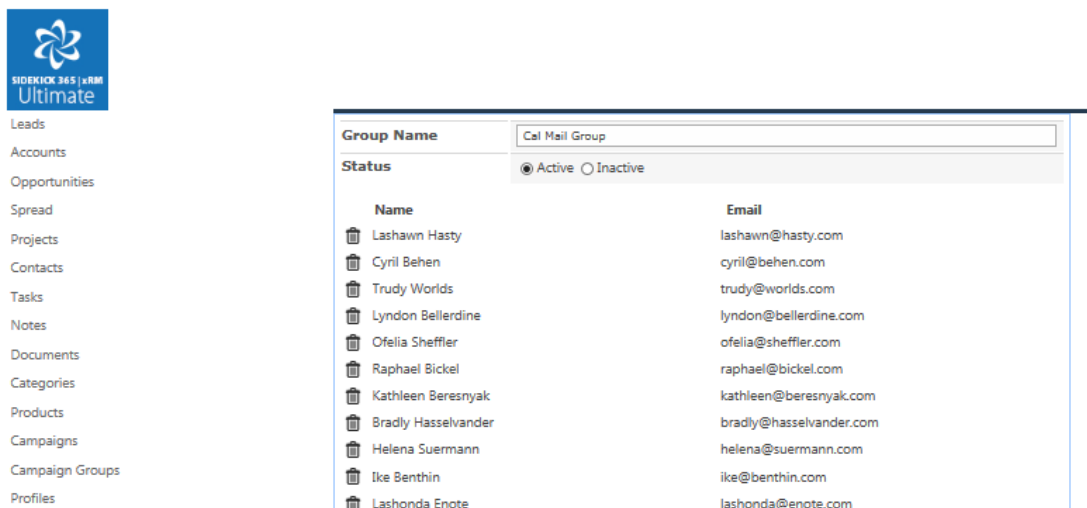 SIDEKICK 365 | xRM
Ultimate
Leads
Accounts
Opportunities
Spread
Projects
Contacts
Tasks
Notes
Documents
Categories
Products
Campaigns
Campaign Groups
Profiles
Group Name Cal Mail Group
Status Active Inactive
Name Email
Lashawn Hasty lashawn@hasty.com
Cyril Behen cyril@behen.com
Trudy Worlds trudy@worlds.com
Lyndon Bellerdine lyndon@bellerdine.com
Ofelia Sheffler ofelia@sheffler.com
Raphael Bickel raphael@bickel.com
Kathleen Beresnyak kathleen@beresnyak.com
Bradly Hasselvander bradly@hasselvander.com
Helena Suermann helena@suermann.com
Ike Benthin ike@benthin.com
Lashonda Enote lashonda@enote.com